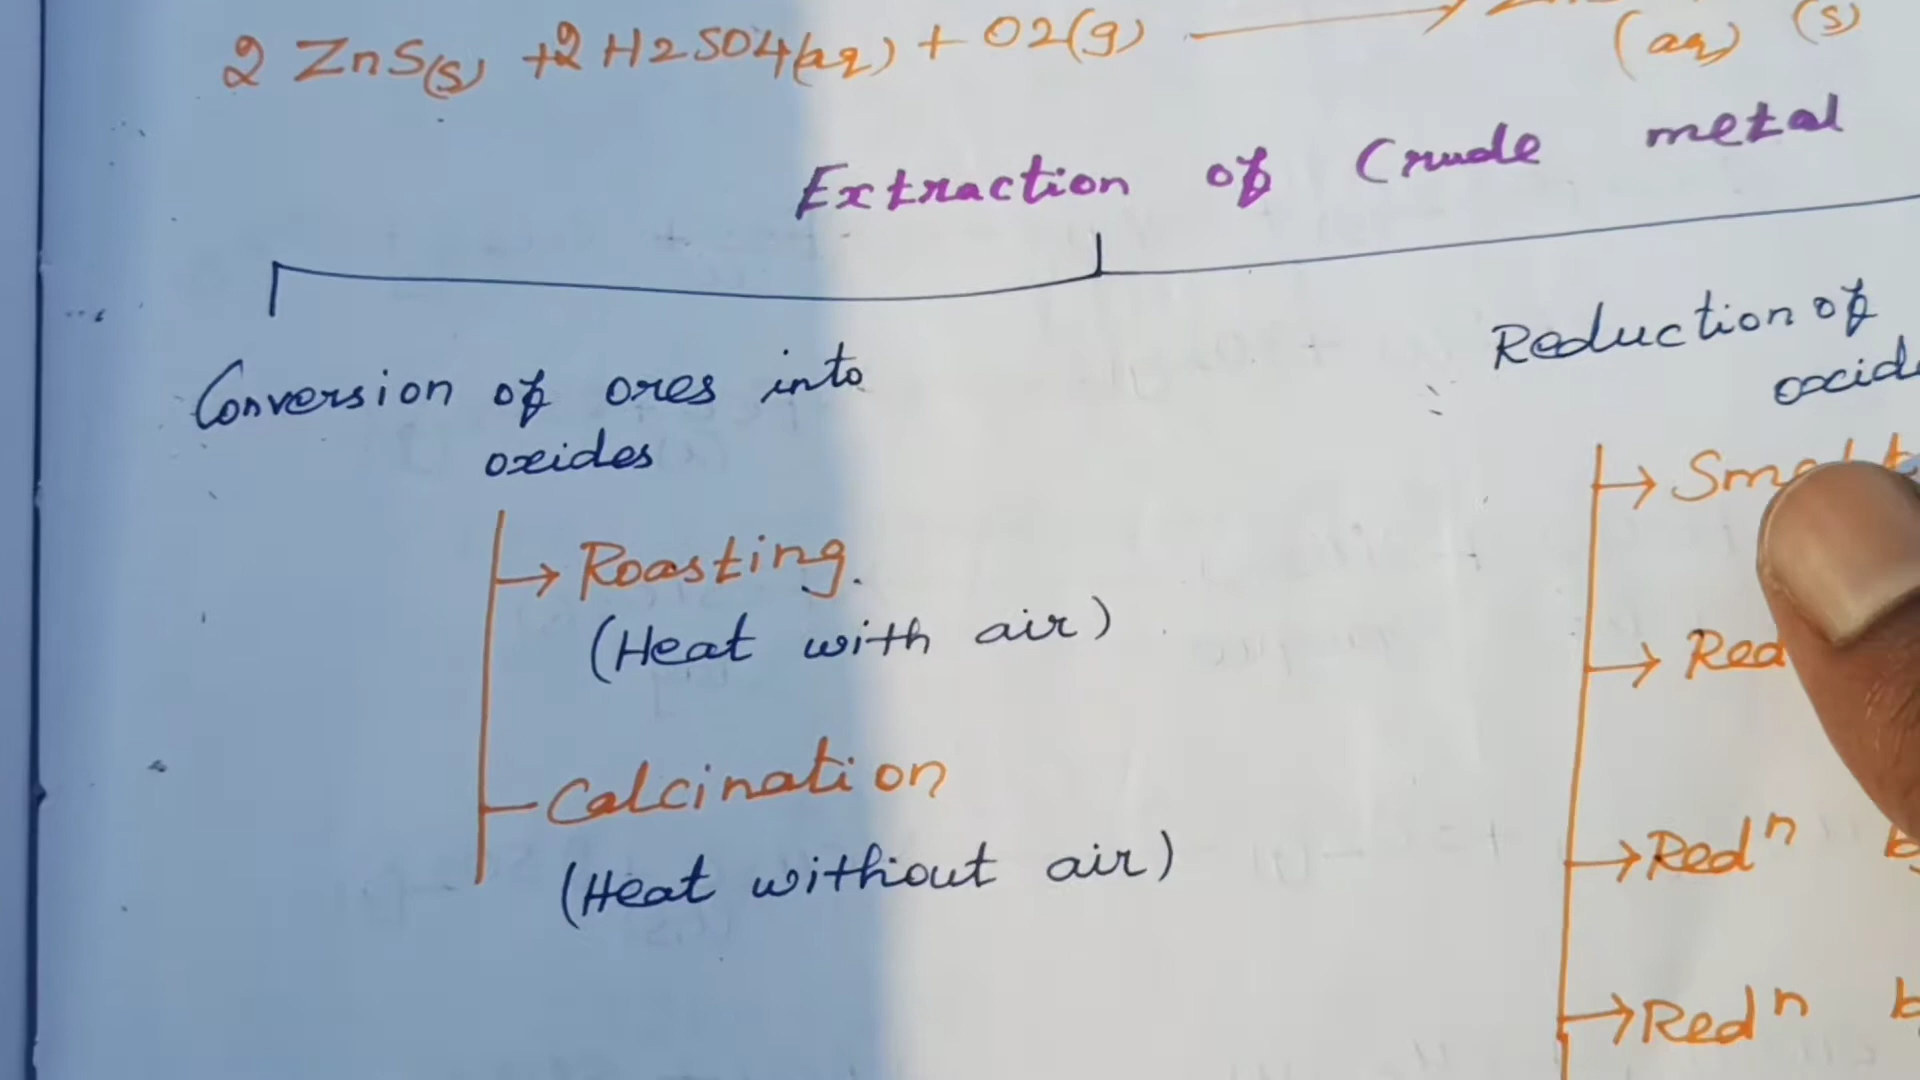 2 ZnS(s) +2 H2SO4(aq) + O2(g) →
(aq) (s)
Extraction of Crude metal
Conversion of ores into
oxides
Reduction of
→ Roasting.
(Heat with air)
Calcination
(Heat without air)
→ Redⁿ
→ Redⁿ